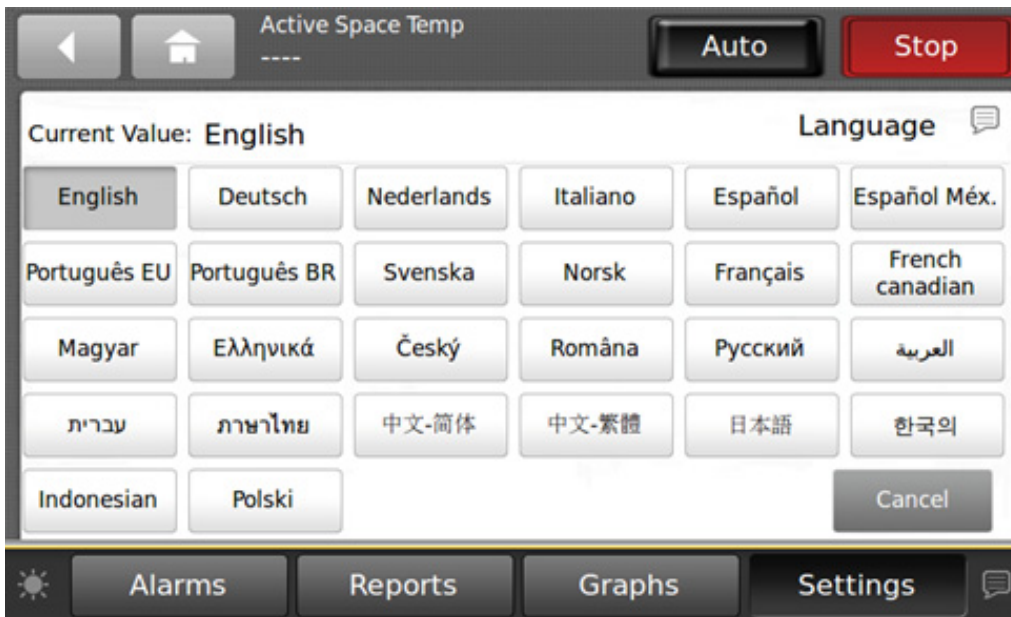 Active Space Temp
----
Auto
Stop
Current Value: English
Language
English Deutsch Nederlands Italiano Español Español Méx.
Português EU Português BR Svenska Norsk Français French canadian
Magyar Ελληνικά Český Româna Русский العربية
עברית ภาษาไทย 中文-简体 中文-繁體 日本語 한국의
Indonesian Polski Cancel
Alarms Reports Graphs Settings